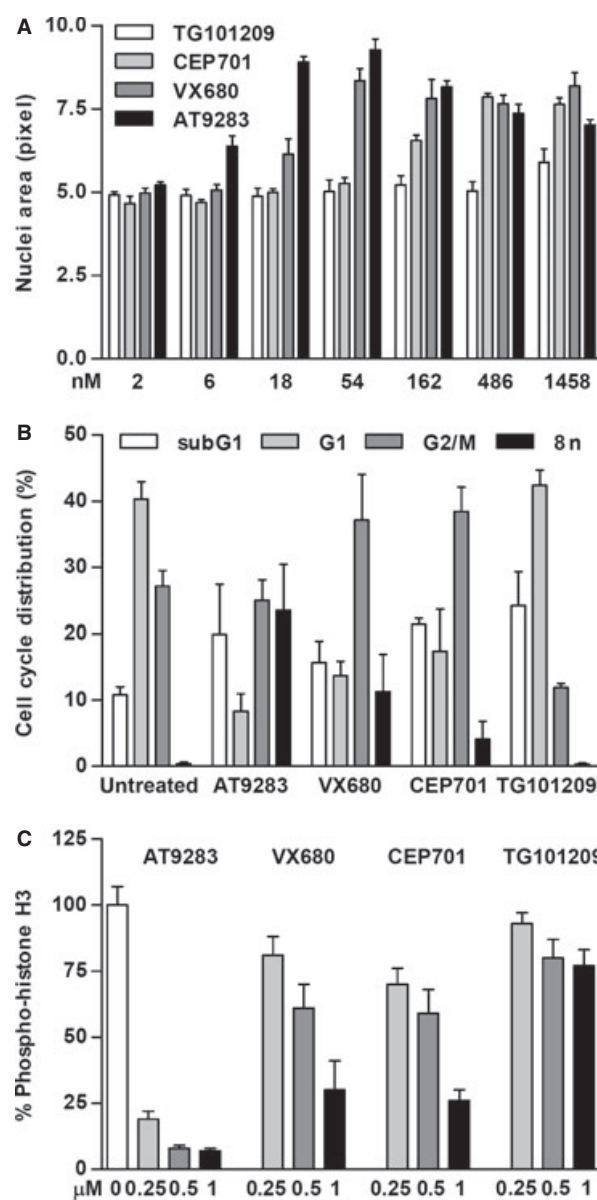 A
10.0
TG101209
CEP701
VX680
AT9283
7.5
5.0
2.5
0.0
Nuclei area (pixel)
nM 2 6 18 54 162 486 1458
B
50
subG1 G1 G2/M 8n
40
30
20
10
0
Cell cycle distribution (%)
Untreated AT9283 VX680 CEP701 TG101209
C
125
AT9283 VX680 CEP701 TG101209
100
75
50
25
0
% Phospho-histone H3
µM 0 0.25 0.5 1 0.25 0.5 1 0.25 0.5 1 0.25 0.5 1